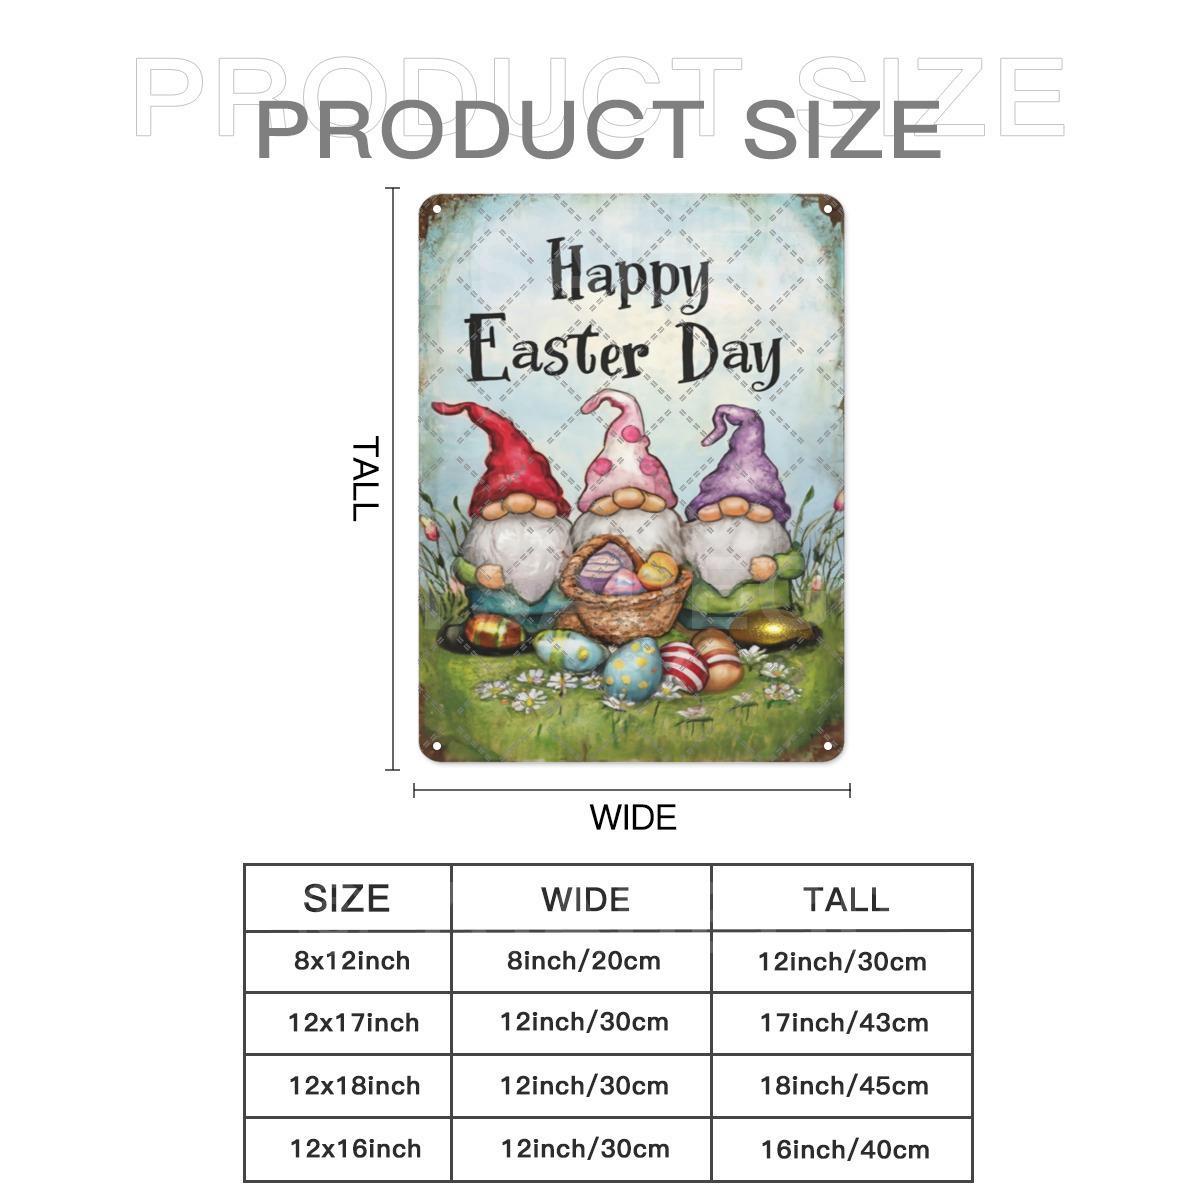 PRODUCT SIZE
PRODUCT SIZE
Happy
Easter Day
TALL
WIDE
SIZE WIDE TALL
8x12inch 8inch/20cm 12inch/30cm
12x17inch 12inch/30cm 17inch/43cm
12x18inch 12inch/30cm 18inch/45cm
12x16inch 12inch/30cm 16inch/40cm